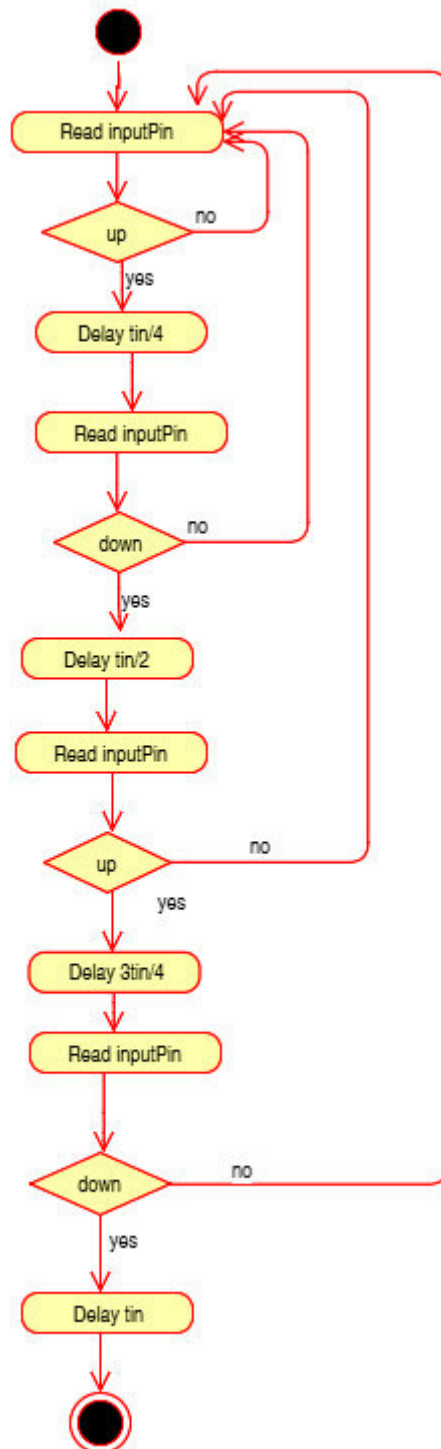 Read inputPin
up
no
yes
Delay tin/4
Read inputPin
down
no
yes
Delay tin/2
Read inputPin
up
no
yes
Delay 3tin/4
Read inputPin
down
no
yes
Delay tin